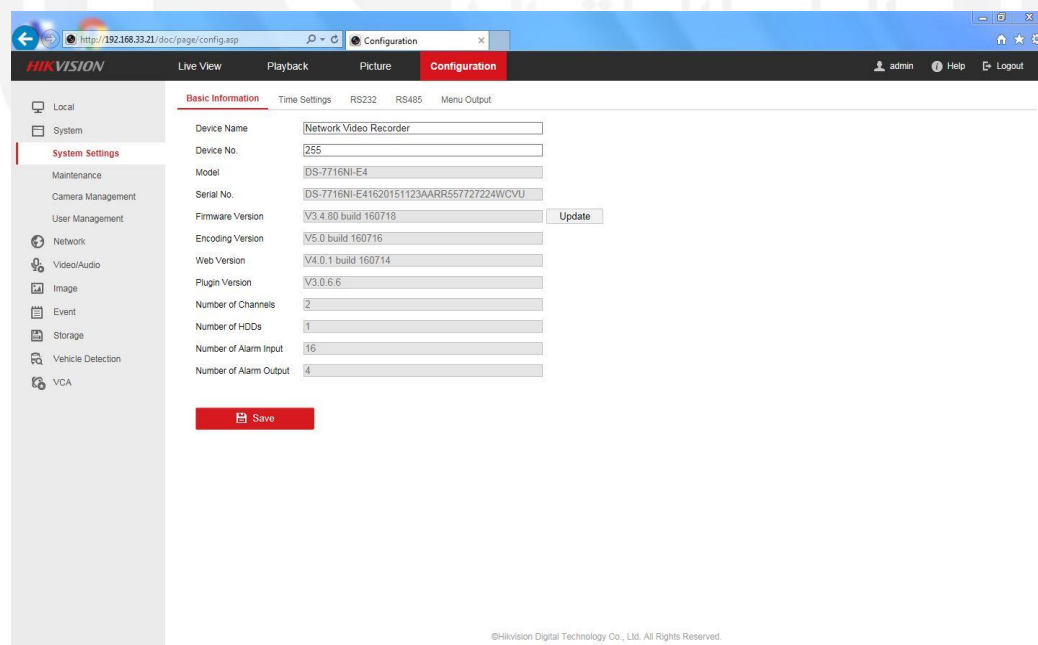 http://192.168.33.21/doc/page/config.asp
Configuration
HIKVISION
Live View
Playback
Picture
Configuration
admin
Help
Logout
Local
System
System Settings
Maintenance
Camera Management
User Management
Network
Video/Audio
Image
Event
Storage
Vehicle Detection
VCA
Basic Information
Time Settings
RS232
RS485
Menu Output
Device Name Network Video Recorder
Device No. 255
Model DS-7716NI-E4
Serial No. DS-7716NI-E41620151123AARR557727224WCVU
Firmware Version V3.4.80 build 160718 Update
Encoding Version V5.0 build 160716
Web Version V4.0.1 build 160714
Plugin Version V3.0.6.6
Number of Channels 2
Number of HDDs 1
Number of Alarm Input 16
Number of Alarm Output 4
Save
©Hikvision Digital Technology Co., Ltd. All Rights Reserved.